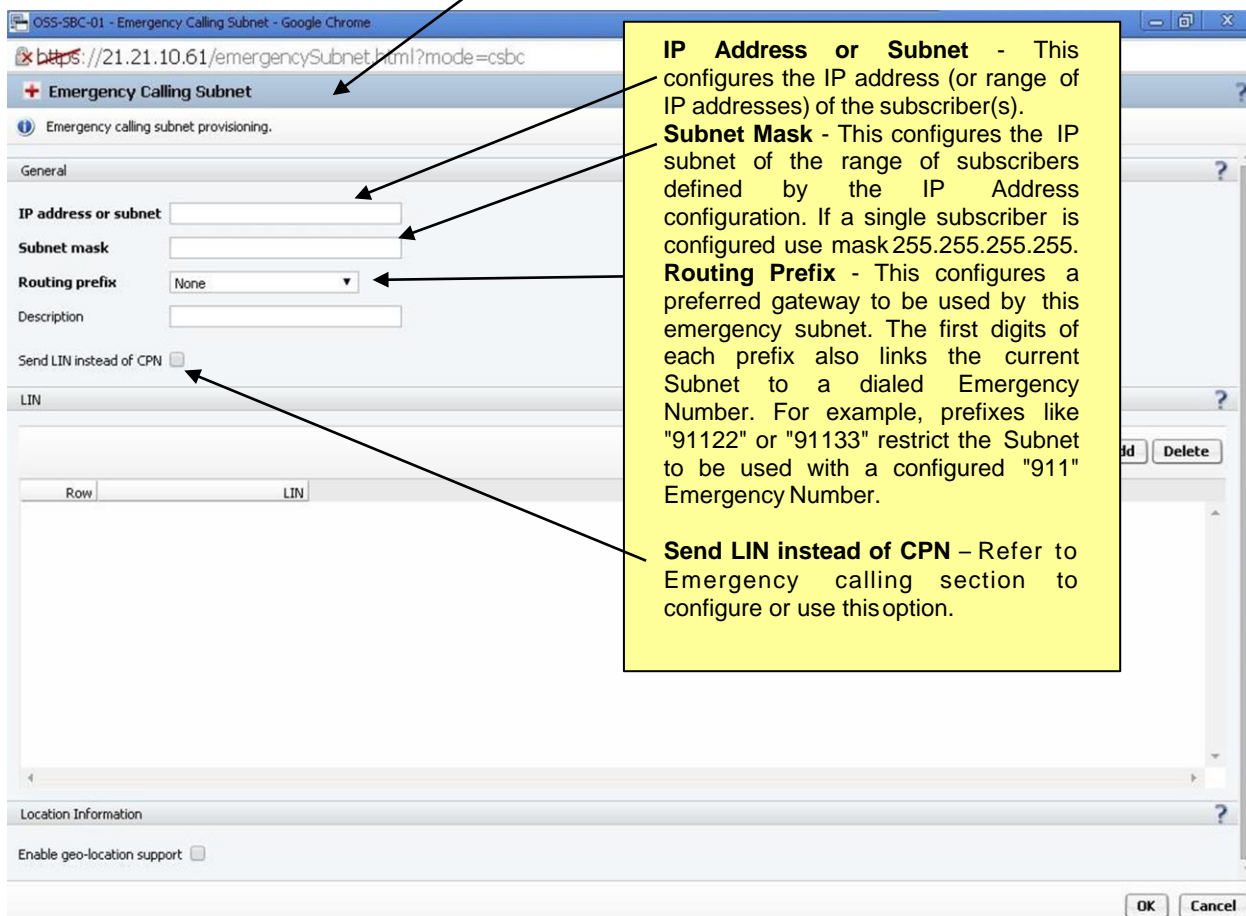 OSS-SBC-01 - Emergency Calling Subnet - Google Chrome
https://21.21.10.61/emergencySubnet.html?mode=csbc
Emergency Calling Subnet
Emergency calling subnet provisioning.
General
IP address or subnet
Subnet mask
Routing prefix
None
Description
Send LIN instead of CPN
LIN
Delete
Row
LIN
Location Information
Enable geo-location support
OK
Cancel
IP Address or Subnet - This
configures the IP address (or range of
IP addresses) of the subscriber(s).
Subnet Mask - This configures the IP
subnet of the range of subscribers
defined by the IP Address
configuration. If a single subscriber is
configured use mask 255.255.255.255.
Routing Prefix - This configures a
preferred gateway to be used by this
emergency subnet. The first digits of
each prefix also links the current
Subnet to a dialed Emergency
Number. For example, prefixes like
"91122" or "91133" restrict the Subnet
to be used with a configured "911"
Emergency Number.
Send LIN instead of CPN – Refer to
Emergency calling section to
configure or use this option.